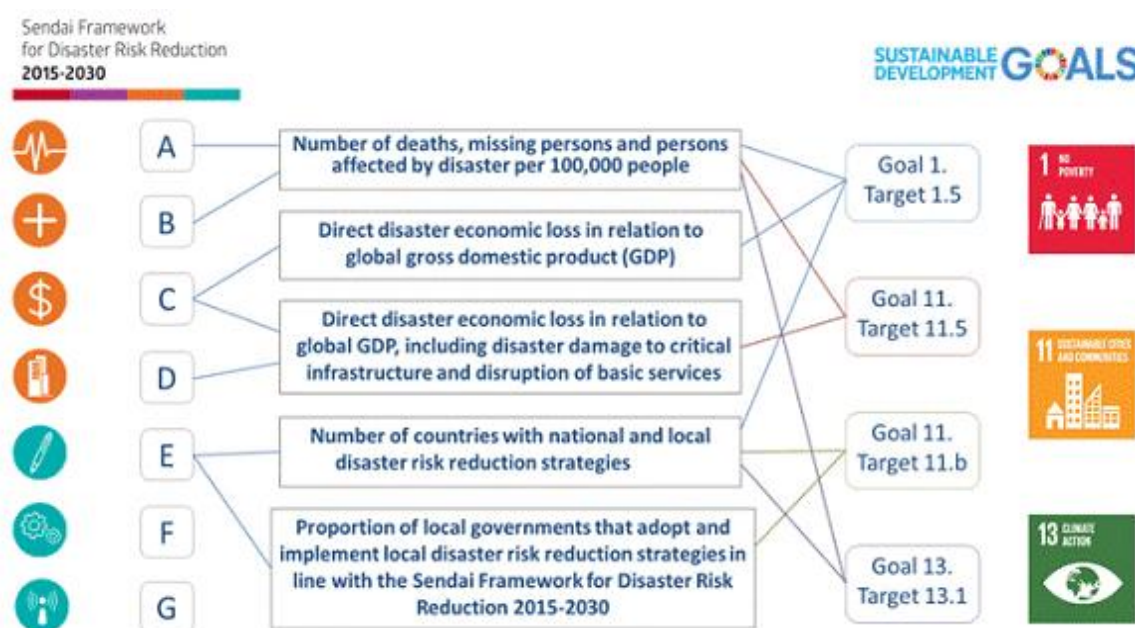 Sendai Framework
for Disaster Risk Reduction
2015-2030
SUSTAINABLE
DEVELOPMENT
GOALS
A
B
C
D
E
F
G
$
Number of deaths, missing persons and persons
affected by disaster per 100,000 people
Direct disaster economic loss in relation to
global gross domestic product (GDP)
Direct disaster economic loss in relation to
global GDP, including disaster damage to critical
infrastructure and disruption of basic services
Number of countries with national and local
disaster risk reduction strategies
Proportion of local governments that adopt and
implement local disaster risk reduction strategies in
line with the Sendai Framework for Disaster Risk
Reduction 2015-2030
Goal 1.
Target 1.5
Goal 11.
Target 11.5
Goal 11.
Target 11.b
Goal 13.
Target 13.1
1 NO
POVERTY
11 SUSTAINABLE CITIES
AND COMMUNITIES
13 CLIMATE
ACTION